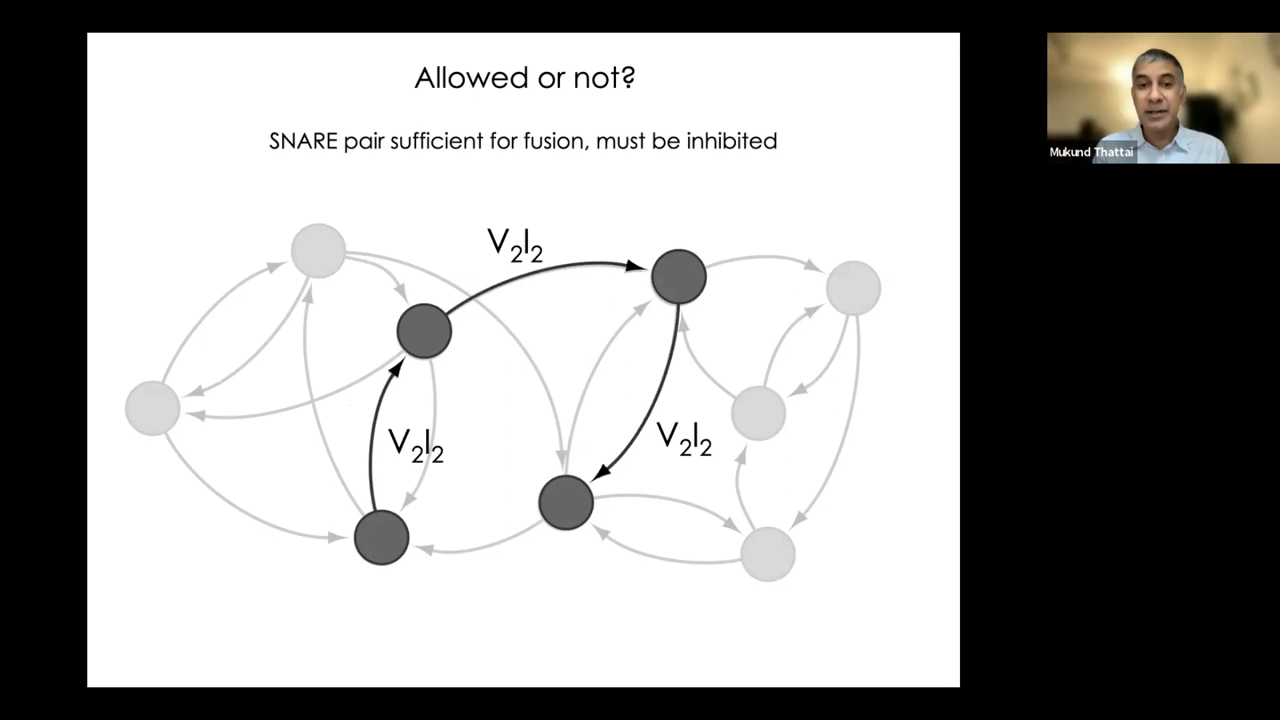 Allowed or not?
SNARE pair sufficient for fusion, must be inhibited
V₂I₂
V₂I₂
V₂I₂
Mukund Thattai